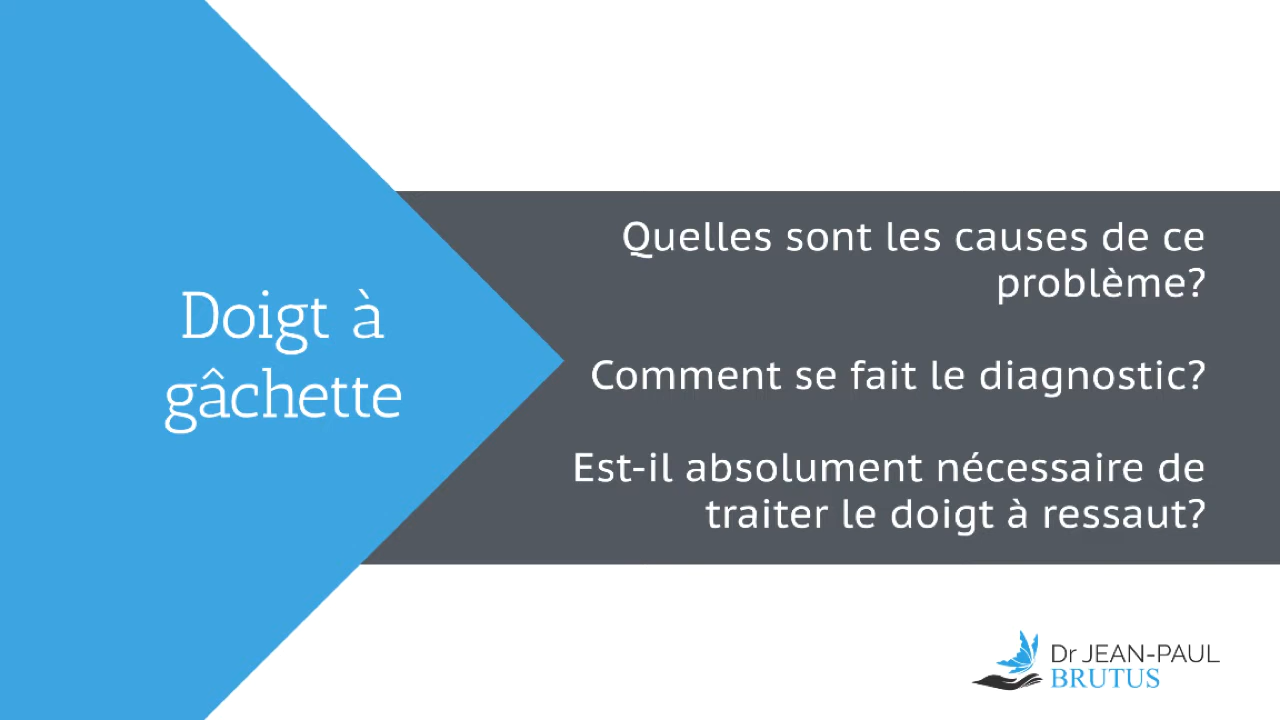 Doigt à
gâchette
Quelles sont les causes de ce
problème?
Comment se fait le diagnostic?
Est-il absolument nécessaire de
traiter le doigt à ressaut?
Dr JEAN-PAUL
BRUTUS